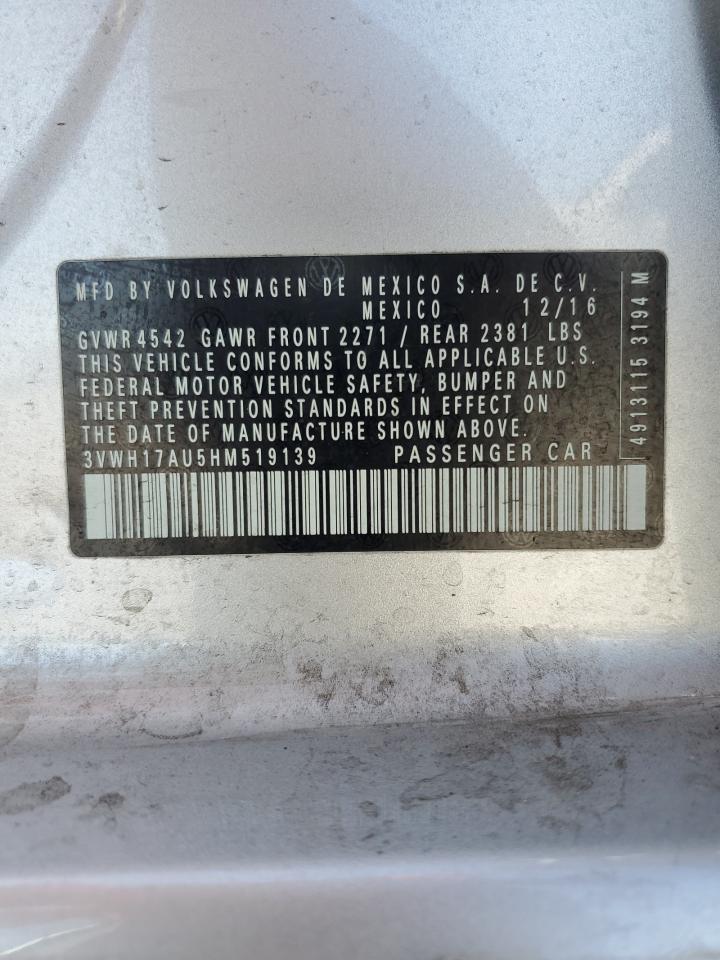 MFD BY VOLKSWAGEN DE MEXICO S.A. DE C.V.
MEXICO 12/16
GVWR 4542 GAWR FRONT 2271 / REAR 2381 LBS
THIS VEHICLE CONFORMS TO ALL APPLICABLE U.S.
FEDERAL MOTOR VEHICLE SAFETY, BUMPER AND
THEFT PREVENTION STANDARDS IN EFFECT ON
THE DATE OF MANUFACTURE SHOWN ABOVE.
3VWH17AU5HM519139 PASSENGER CAR
4913115 3194 M